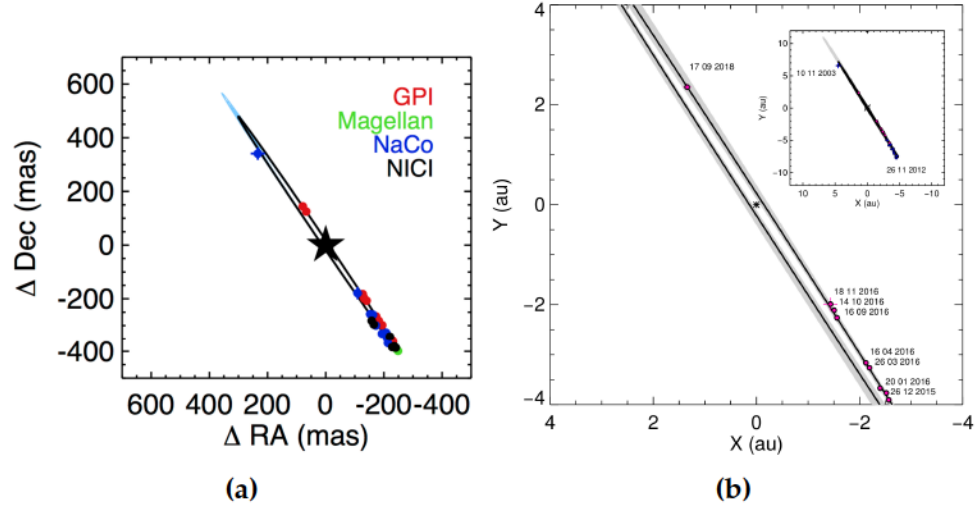 600
400
200
0
-200
-400
Δ Dec (mas)
GPI
Magellan
NaCo
NICI
600 400 200 0 -200 -400
Δ RA (mas)
(a)
4
2
0
-2
-4
Y (au)
17 09 2018
18 11 2016
14 10 2016
16 09 2016
16 04 2016
26 03 2016
20 01 2016
26 12 2015
4 2 0 -2 -4
X (au)
10
5
0
-5
-10
Y (au)
10 11 2003
26 11 2012
10 5 0 -5 -10
X (au)
(b)